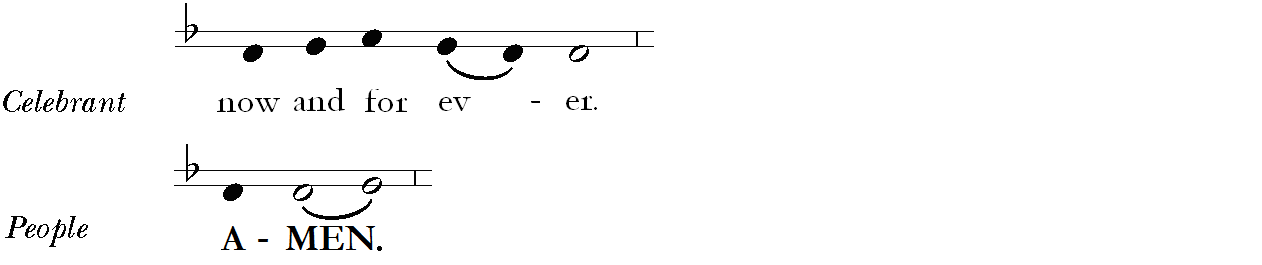 Celebrant now and for ev - er.
People A - MEN.